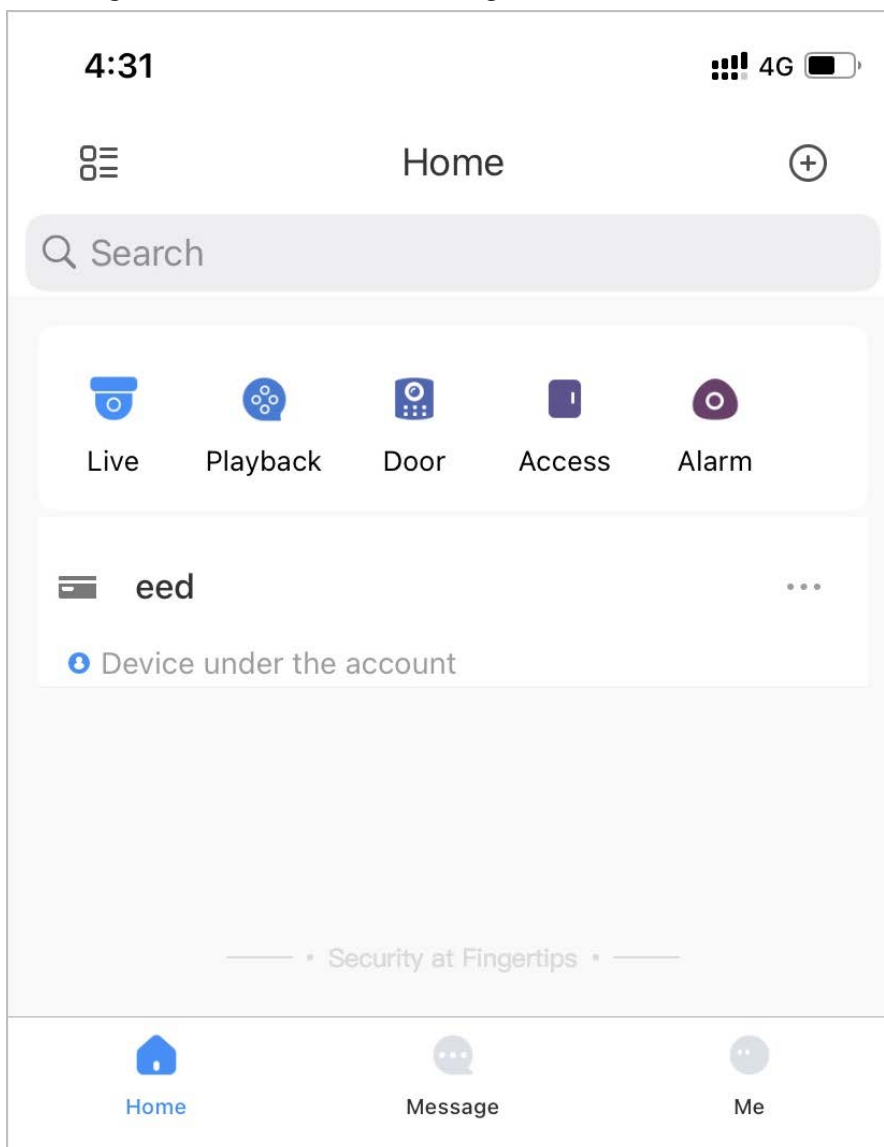 4:31 4G
Home
Search
Live Playback Door Access Alarm
eed
Device under the account
Security at Fingertips
Home Message Me